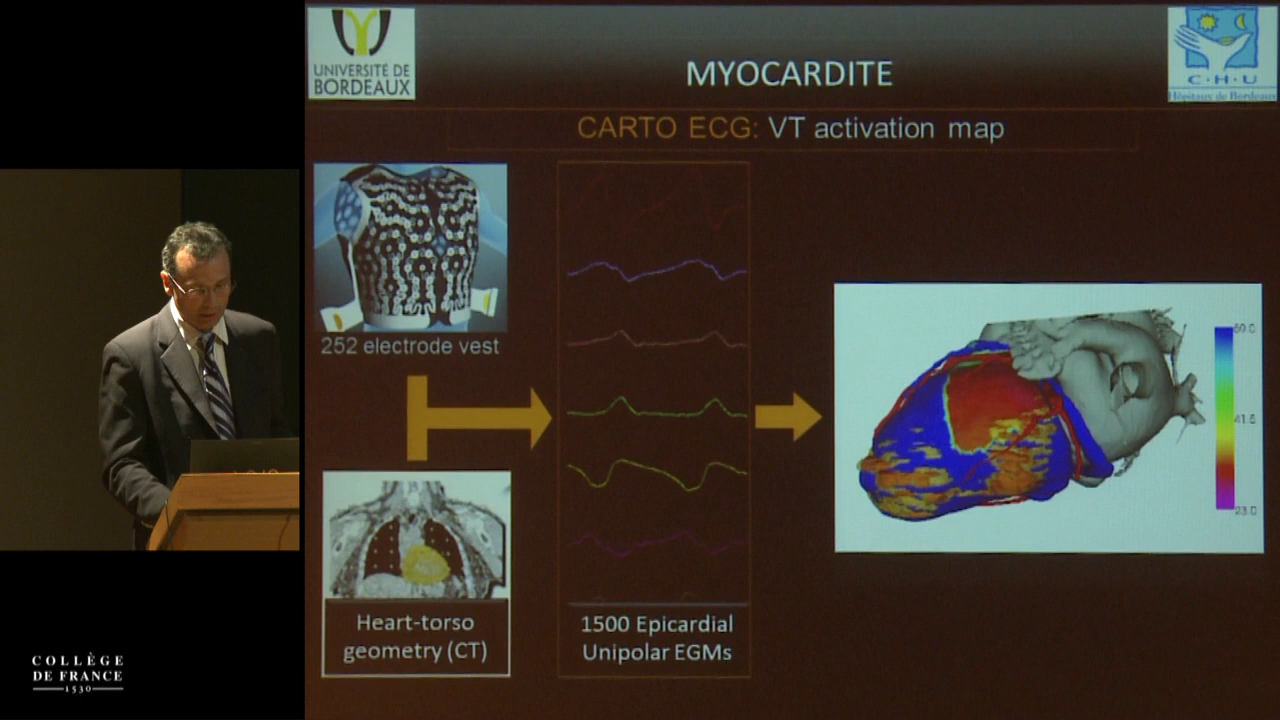 UNIVERSITÉ DE
BORDEAUX
MYOCARDITE
C·H·U
Hôpitaux de Bordeaux
CARTO ECG: VT activation map
252 electrode vest
Heart-torso
geometry (CT)
1500 Epicardial
Unipolar EGMs
60.0
41.5
23.0
COLLÈGE
DE FRANCE
1530